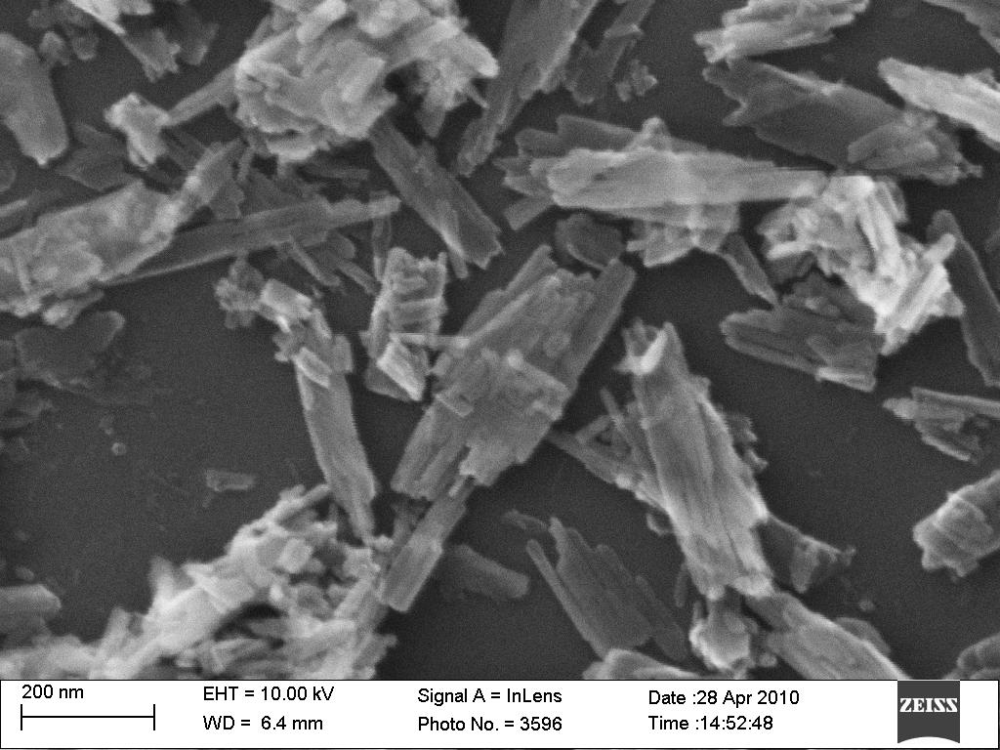 200 nm
EHT = 10.00 kV
Signal A = InLens
Date :28 Apr 2010
ZEISS
WD = 6.4 mm
Photo No. = 3596
Time :14:52:48